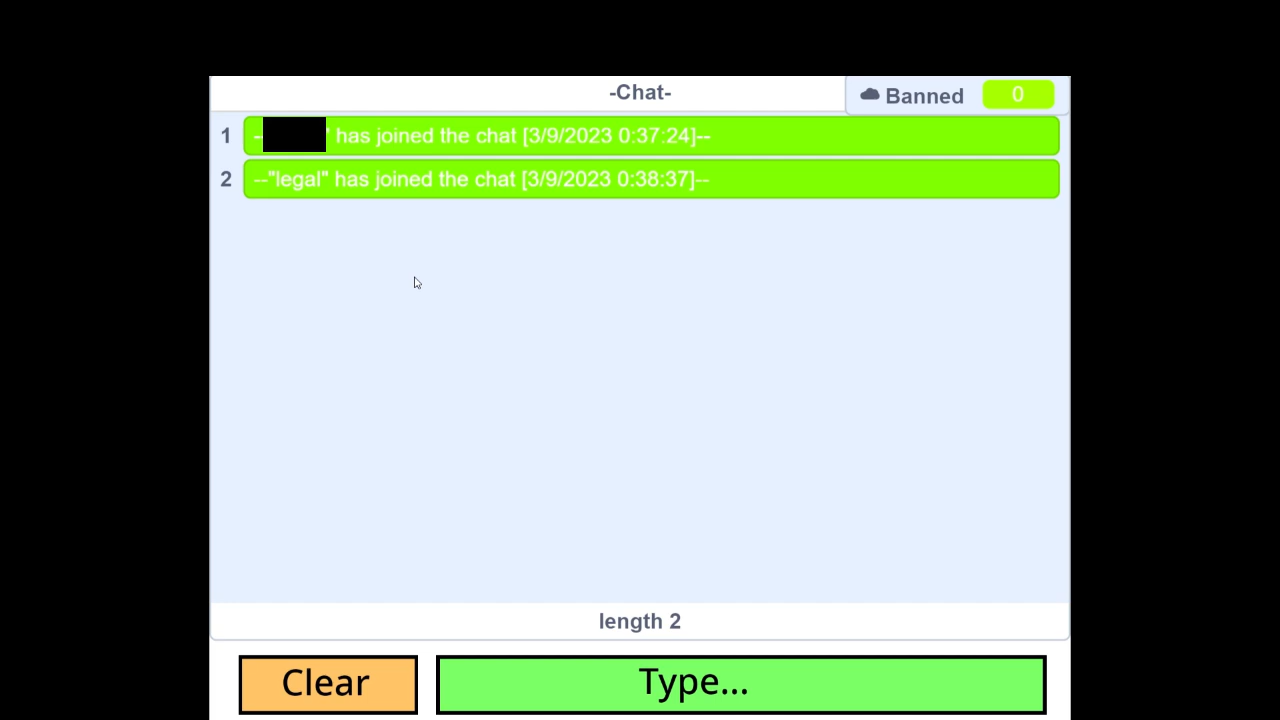 -Chat-
Banned 0
1 --" has joined the chat [3/9/2023 0:37:24]--
2 --"legal" has joined the chat [3/9/2023 0:38:37]--
length 2
Clear
Type...